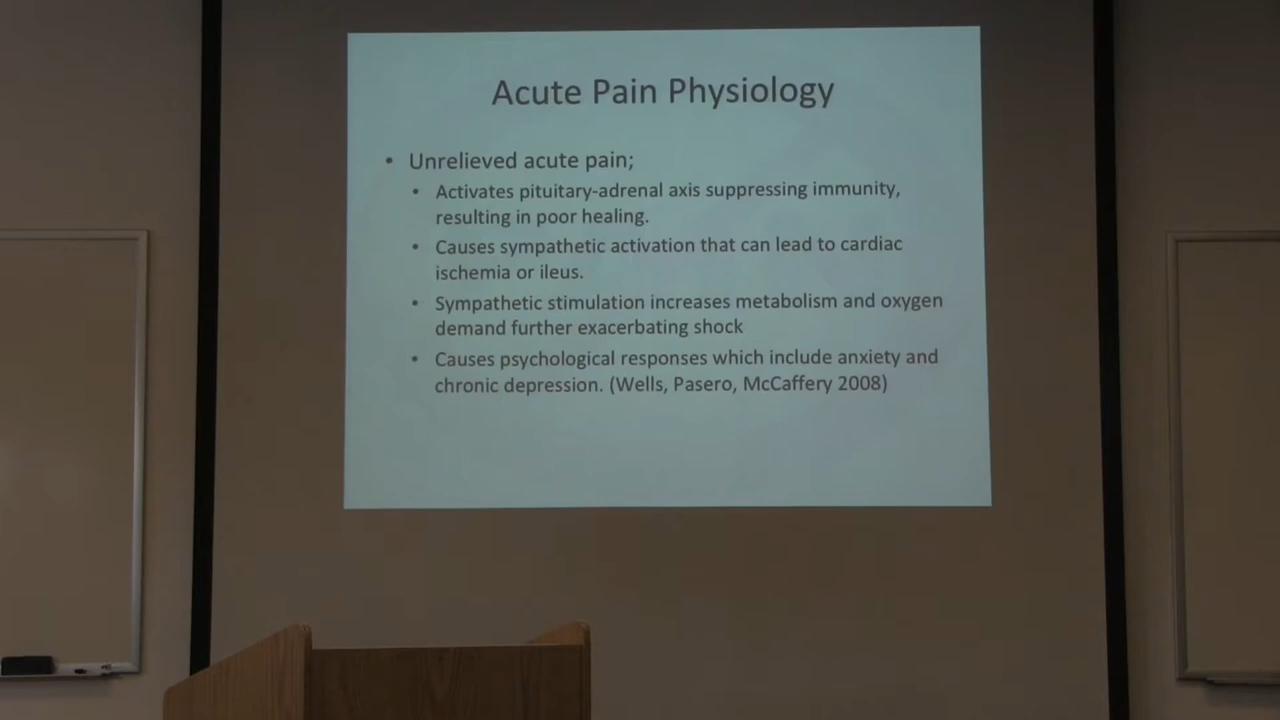 Acute Pain Physiology
• Unrelieved acute pain;
• Activates pituitary-adrenal axis suppressing immunity,
resulting in poor healing.
• Causes sympathetic activation that can lead to cardiac
ischemia or ileus.
• Sympathetic stimulation increases metabolism and oxygen
demand further exacerbating shock
• Causes psychological responses which include anxiety and
chronic depression. (Wells, Pasero, McCaffery 2008)